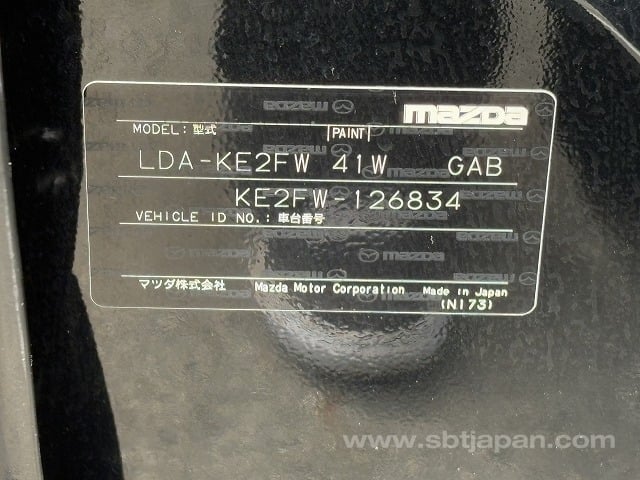 mazda
MODEL: 型式 PAINT
LDA-KE2FW 41W GAB
KE2FW-126834
VEHICLE ID NO.: 車台番号
マツダ株式会社 Mazda Motor Corporation Made in Japan
(N173)
www.sbtjapan.com